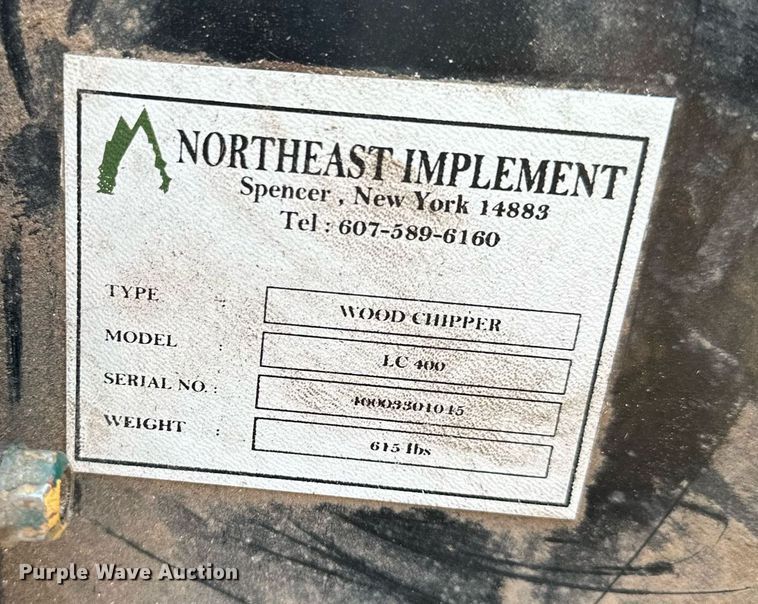 NORTHEAST IMPLEMENT
Spencer , New York 14883
Tel : 607-589-6160
TYPE : WOOD CHIPPER
MODEL : LC 400
SERIAL NO. : 40003301045
WEIGHT : 615 lbs
Purple Wave Auction